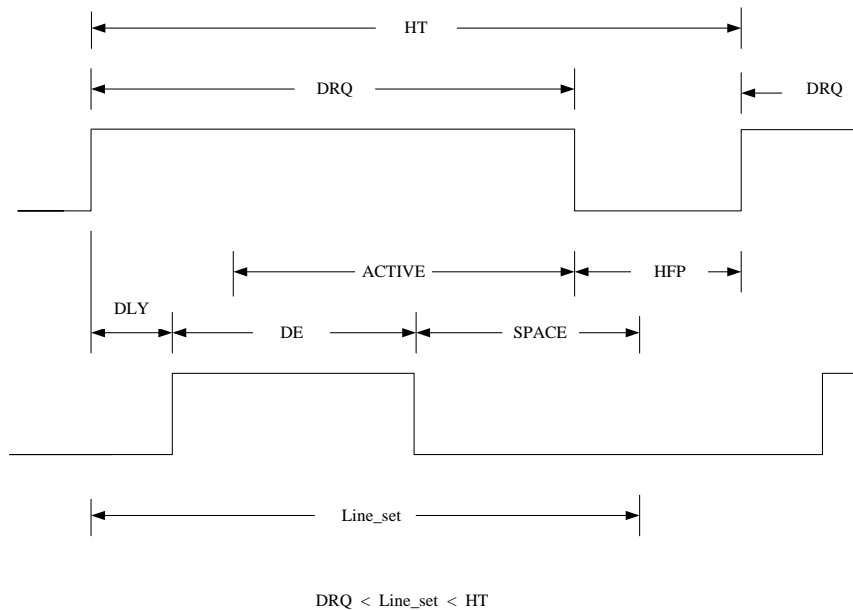 HT
DRQ DRQ
ACTIVE HFP
DLY
DE SPACE
Line_set
DRQ < Line_set < HT